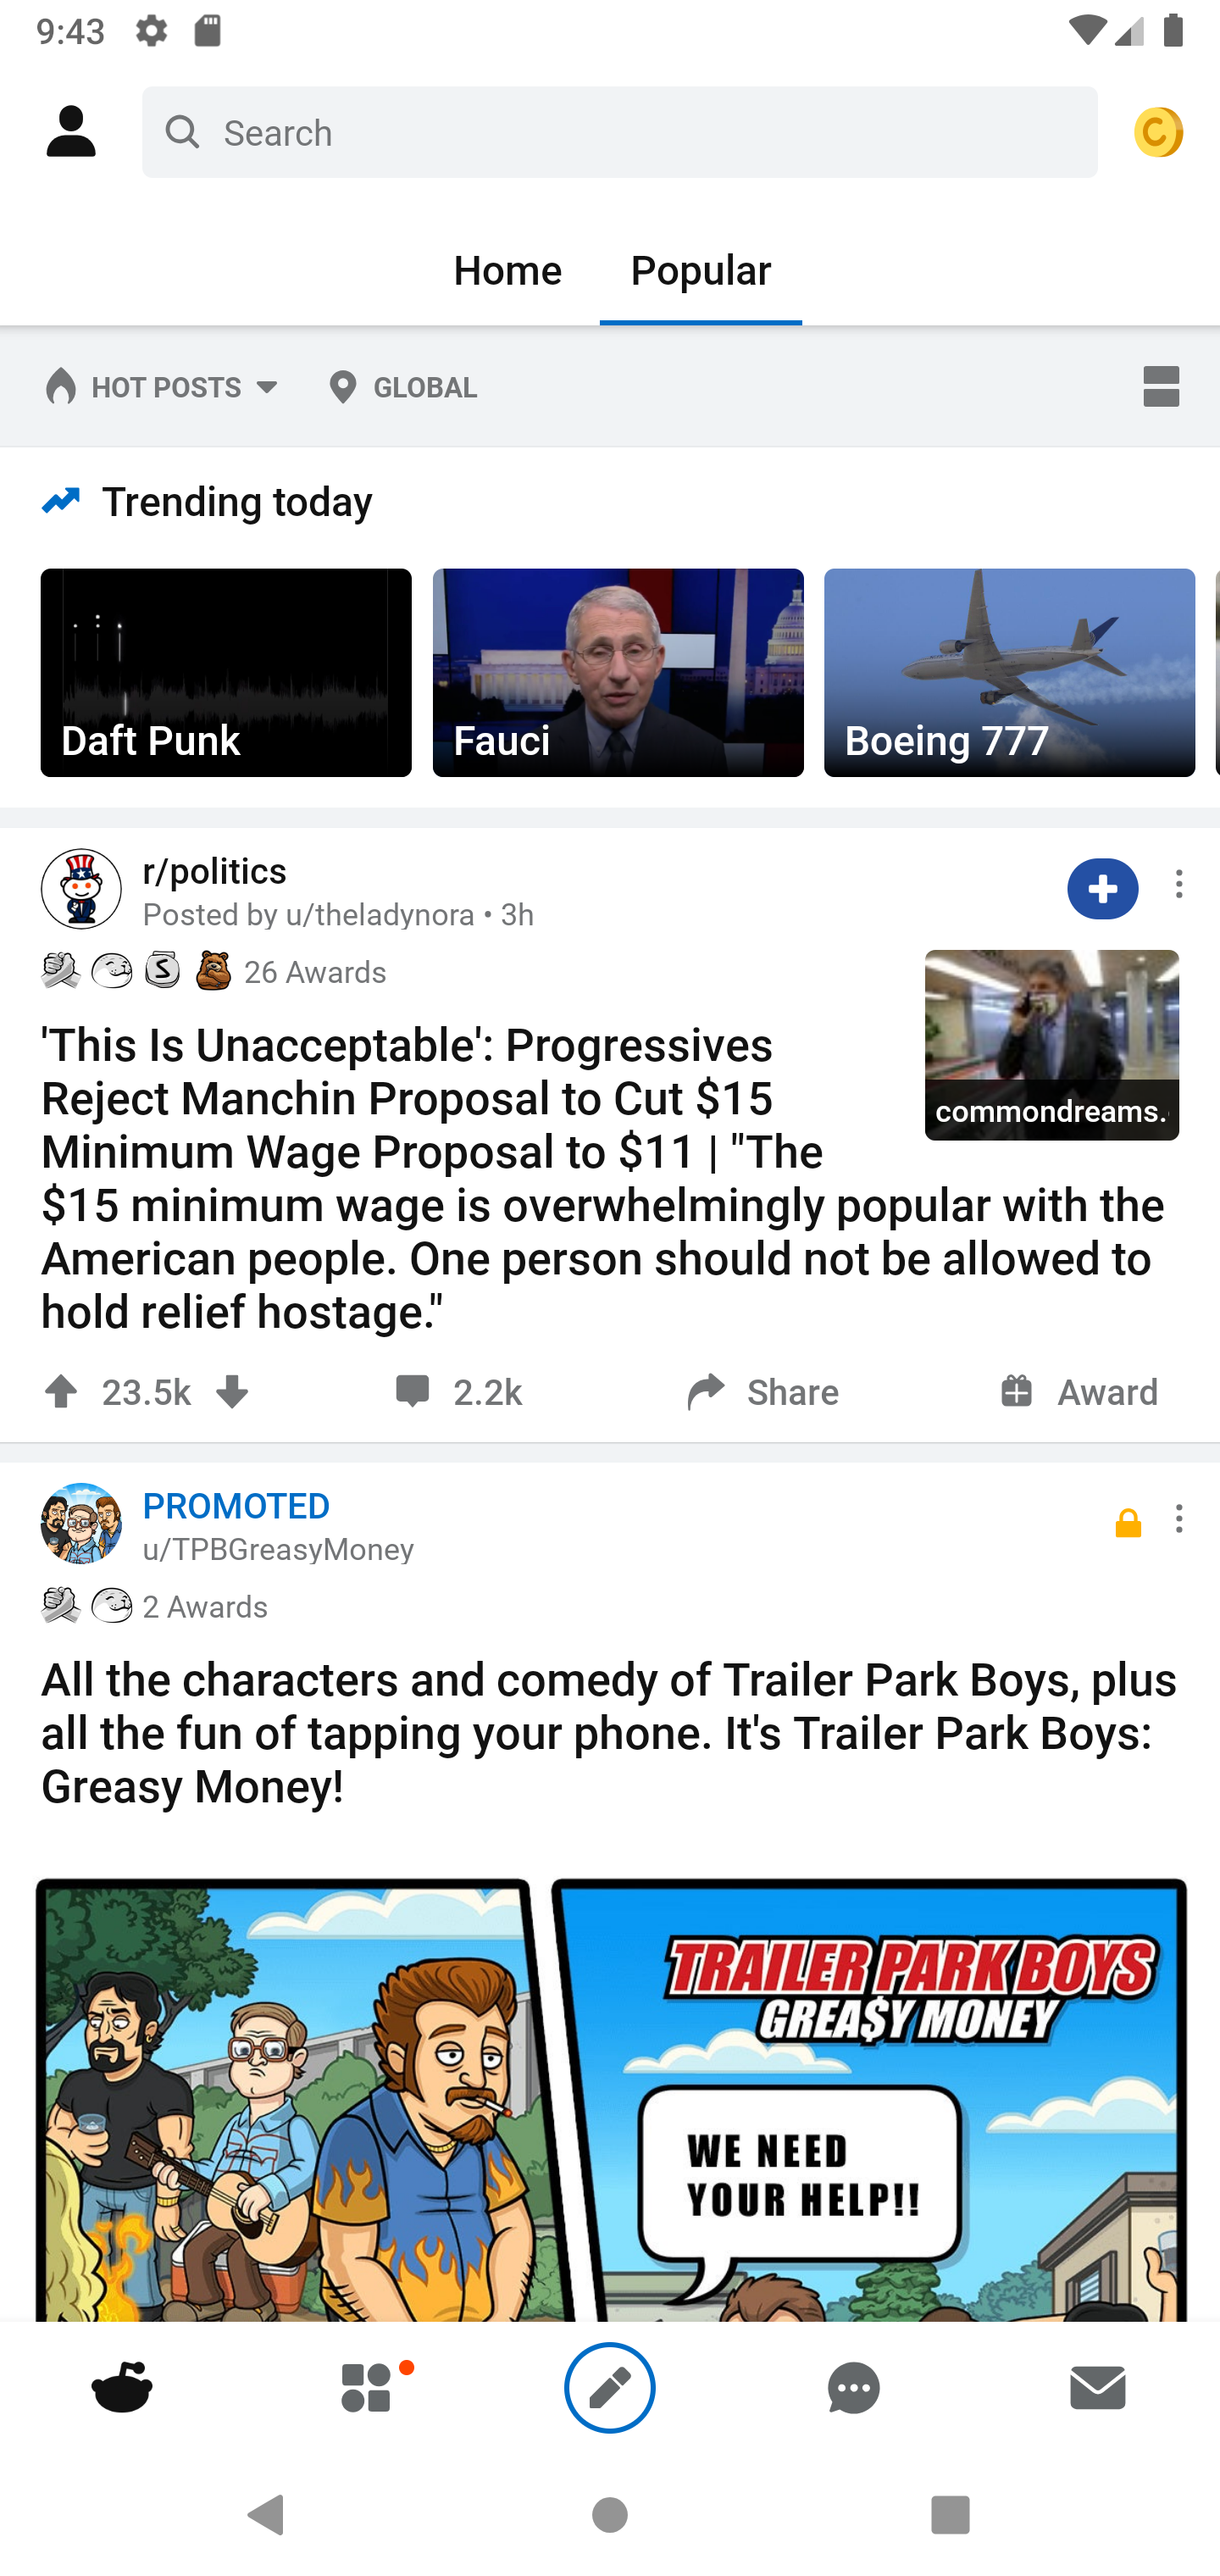 9:43
Search
Home
Popular
HOT POSTS
GLOBAL
Trending today
Daft Punk
Fauci
Boeing 777
r/politics
Posted by u/theladynora • 3h
26 Awards
'This Is Unacceptable': Progressives
Reject Manchin Proposal to Cut $15
Minimum Wage Proposal to $11 | "The
$15 minimum wage is overwhelmingly popular with the
American people. One person should not be allowed to
hold relief hostage."
commondreams.
23.5k
2.2k
Share
Award
PROMOTED
u/TPBGreasyMoney
2 Awards
All the characters and comedy of Trailer Park Boys, plus
all the fun of tapping your phone. It's Trailer Park Boys:
Greasy Money!
TRAILER PARK BOYS
GREA$Y MONEY
WE NEED
YOUR HELP!!